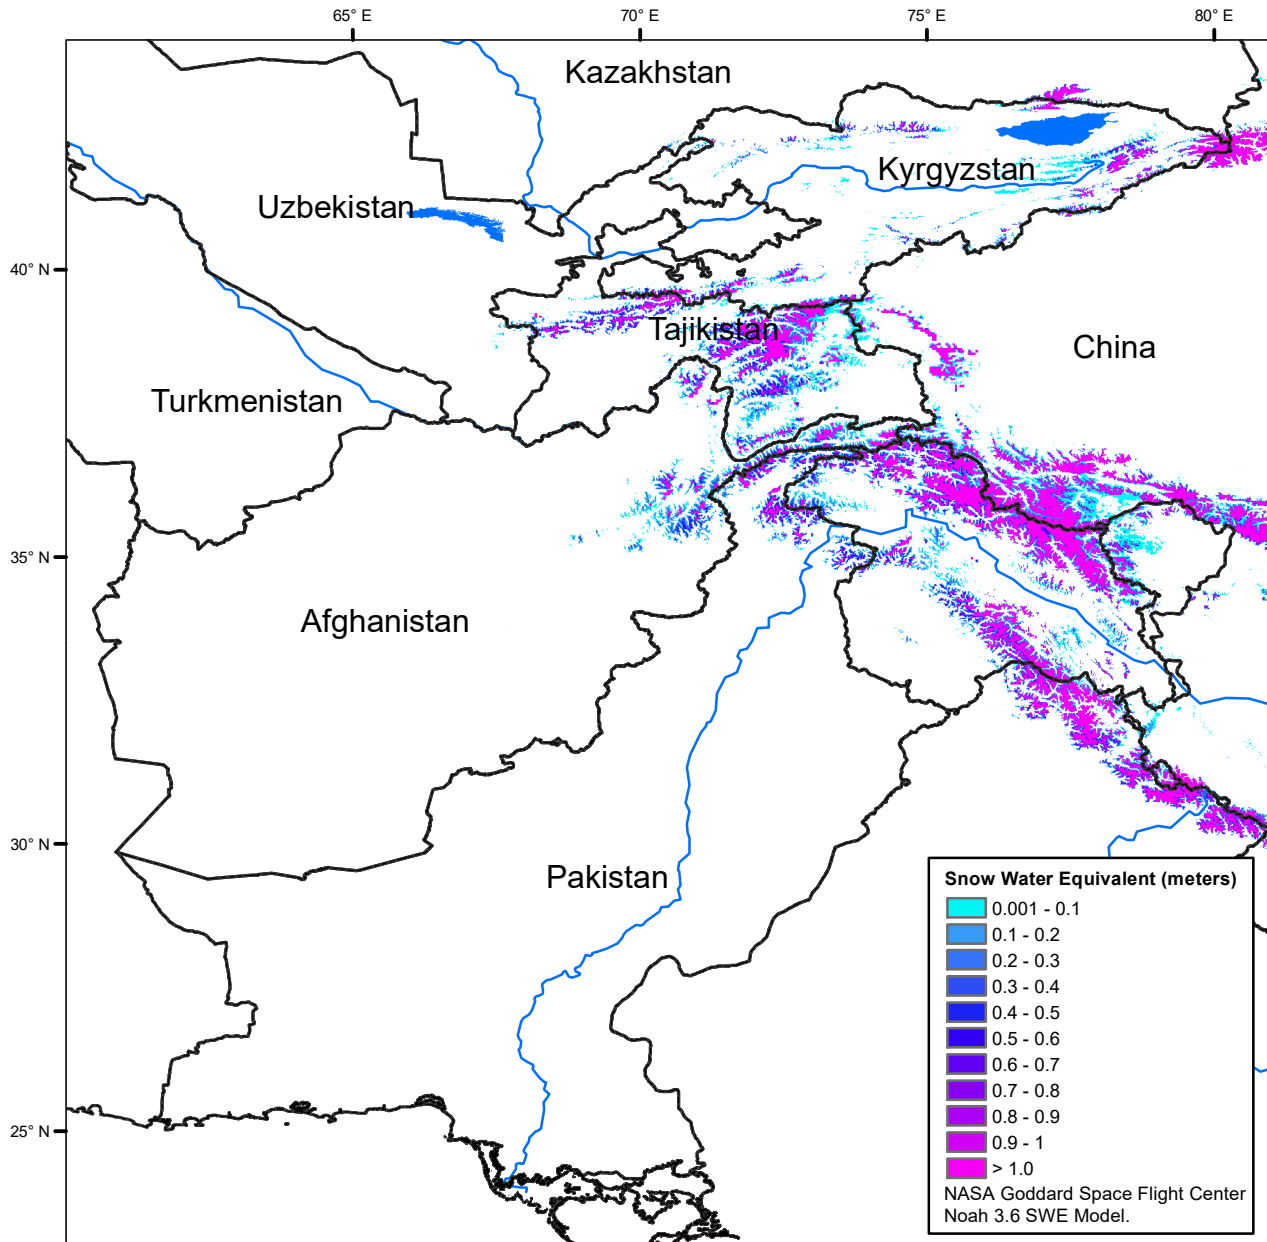 65° E
70° E
75° E
80° E
Kazakhstan
Kyrgyzstan
Uzbekistan
40° N
Tajikistan
China
Turkmenistan
35° N
Afghanistan
30° N
Pakistan
25° N
Snow Water Equivalent (meters)
0.001 - 0.1
0.1 - 0.2
0.2 - 0.3
0.3 - 0.4
0.4 - 0.5
0.5 - 0.6
0.6 - 0.7
0.7 - 0.8
0.8 - 0.9
0.9 - 1
> 1.0
NASA Goddard Space Flight Center
Noah 3.6 SWE Model.